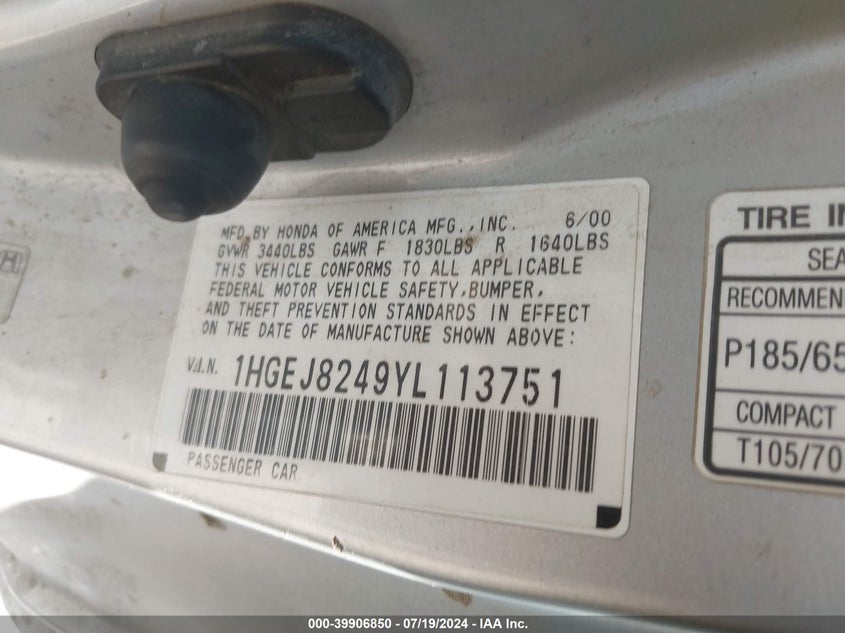 MFD. BY HONDA OF AMERICA MFG.,INC. 6/00
GVWR 3440LBS GAWR F 1830LBS R 1640LBS
THIS VEHICLE CONFORMS TO ALL APPLICABLE
FEDERAL MOTOR VEHICLE SAFETY,BUMPER,
AND THEFT PREVENTION STANDARDS IN EFFECT
ON THE DATE OF MANUFACTURE SHOWN ABOVE:
V.I.N. 1HGEJ8249YL113751
PASSENGER CAR
TIRE IN
SEA
RECOMMEN
P185/65
COMPACT
T105/70
000-39906850 - 07/19/2024 - IAA Inc.